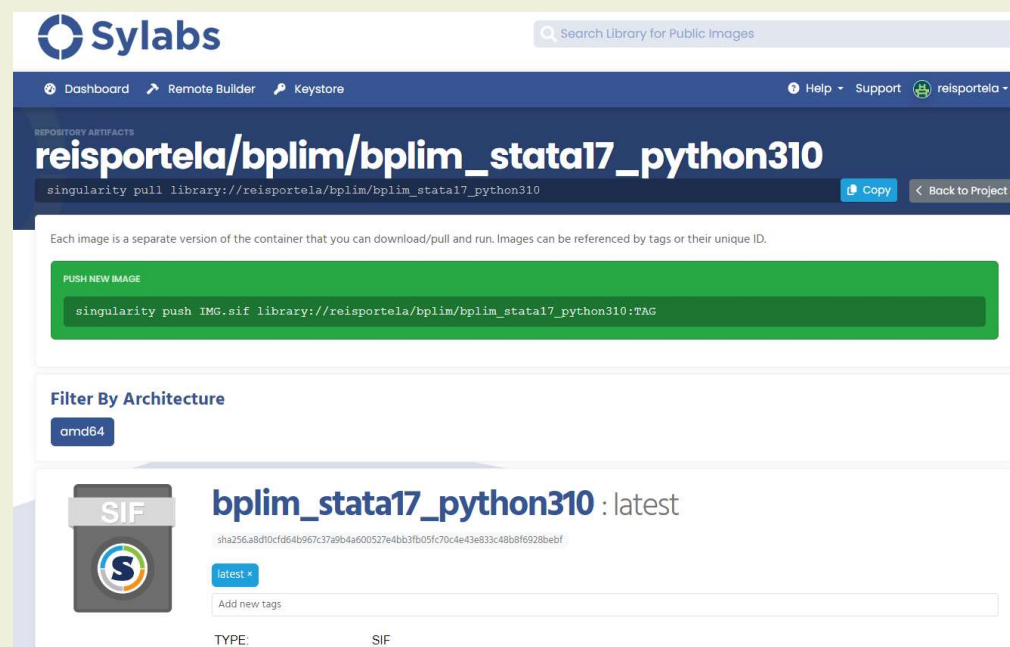 Sylabs
Search Library for Public Images
Dashboard Remote Builder Keystore Help Support reisportela
REPOSITORY ARTIFACTS
reisportela/bplim/bplim_stata17_python310
singularity pull library://reisportela/bplim/bplim_stata17_python310 Copy < Back to Project
Each image is a separate version of the container that you can download/pull and run. Images can be referenced by tags or their unique ID.
PUSH NEW IMAGE
singularity push IMG.sif library://reisportela/bplim/bplim_stata17_python310:TAG
Filter By Architecture
amd64
SIF
S
bplim_stata17_python310 : latest
sha256.a8d10cfd64b967c37a9b4a600527e4bb3fb05fc70c4e43e833c48b8f6928bebf
latest ×
Add new tags
TYPE: SIF